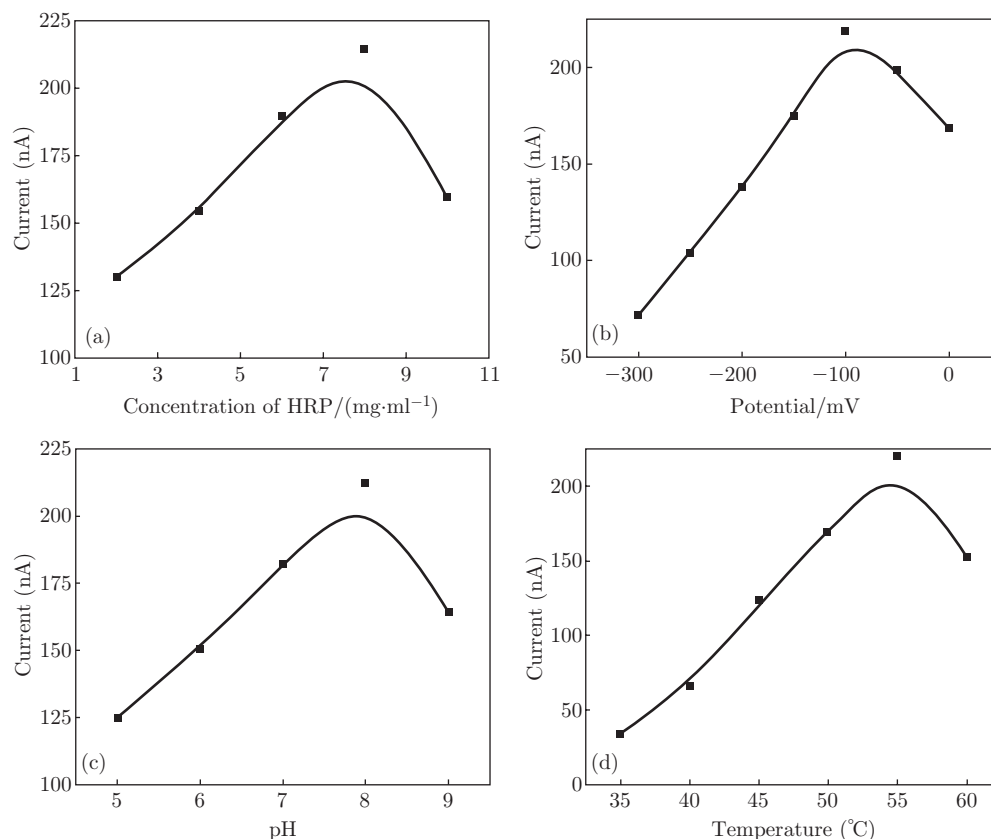 225
200
175
150
125
100
Current (nA)
(a)
1 3 5 7 9 11
Concentration of HRP/(mg·ml⁻¹)
200
150
100
50
Current (nA)
(b)
−300 −200 −100 0
Potential/mV
225
200
175
150
125
100
Current (nA)
(c)
5 6 7 8 9
pH
200
150
100
50
0
Current (nA)
(d)
35 40 45 50 55 60
Temperature (℃)